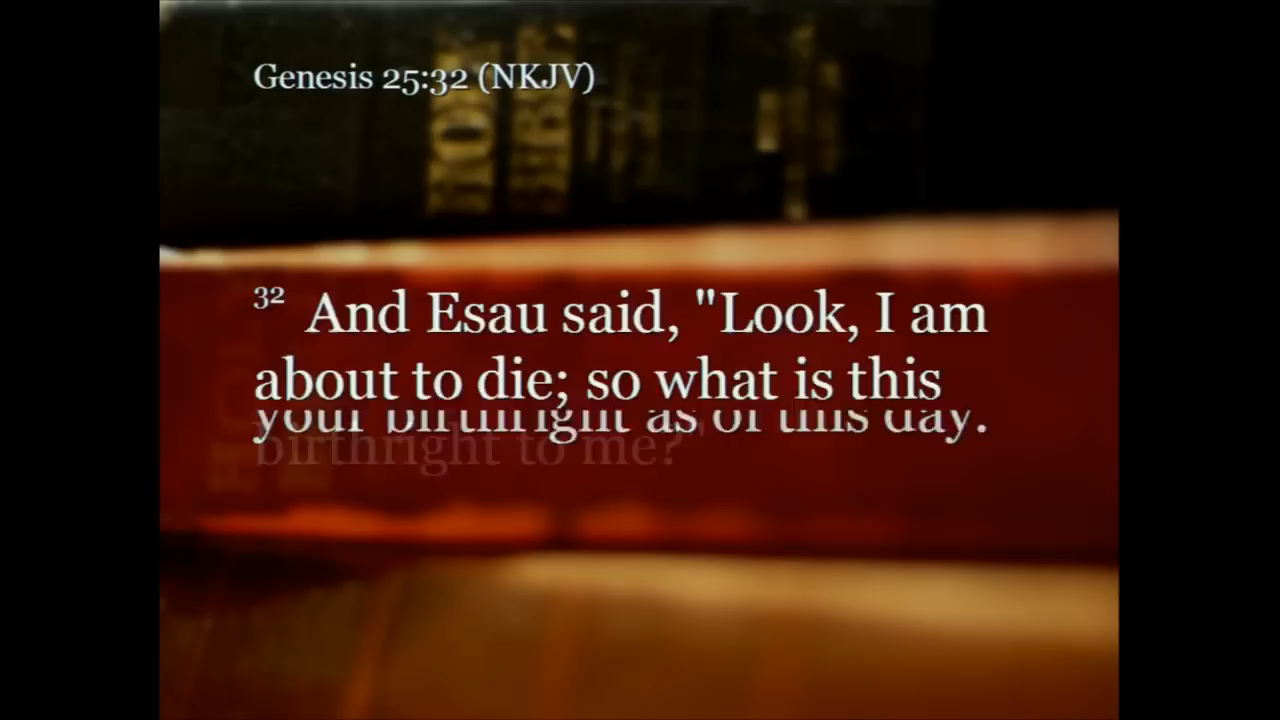 Genesis 25:32 (NKJV)
32 And Esau said, "Look, I am
about to die; so what is this
your birthright as of this day.
birthright to me?"